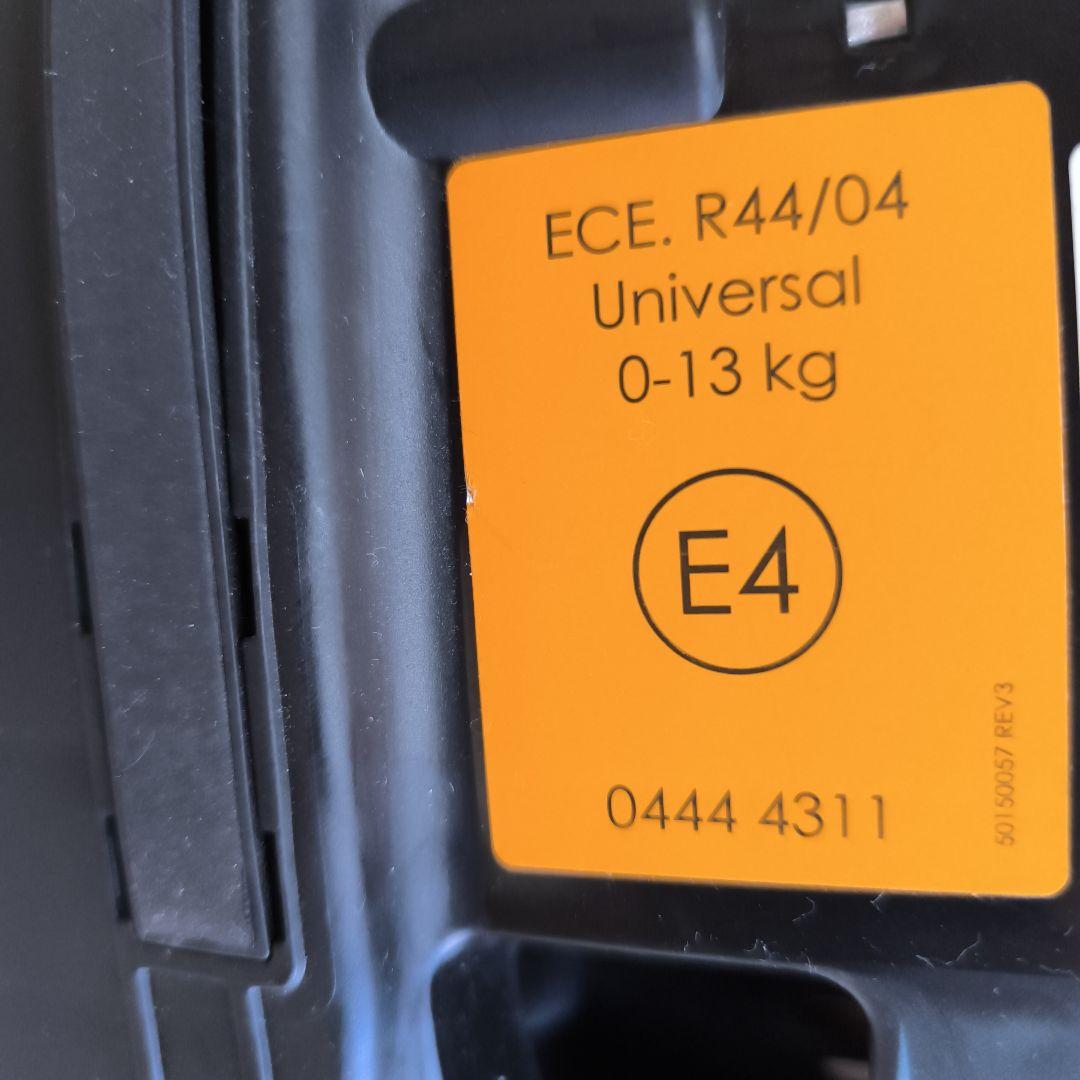 ECE. R44/04
Universal
0-13 kg
E4
0444 4311
50150057 REV3